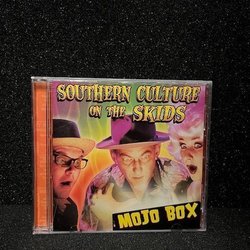 SOUTHERN CULTURE
ON THE SKIDS
MOJO BOX